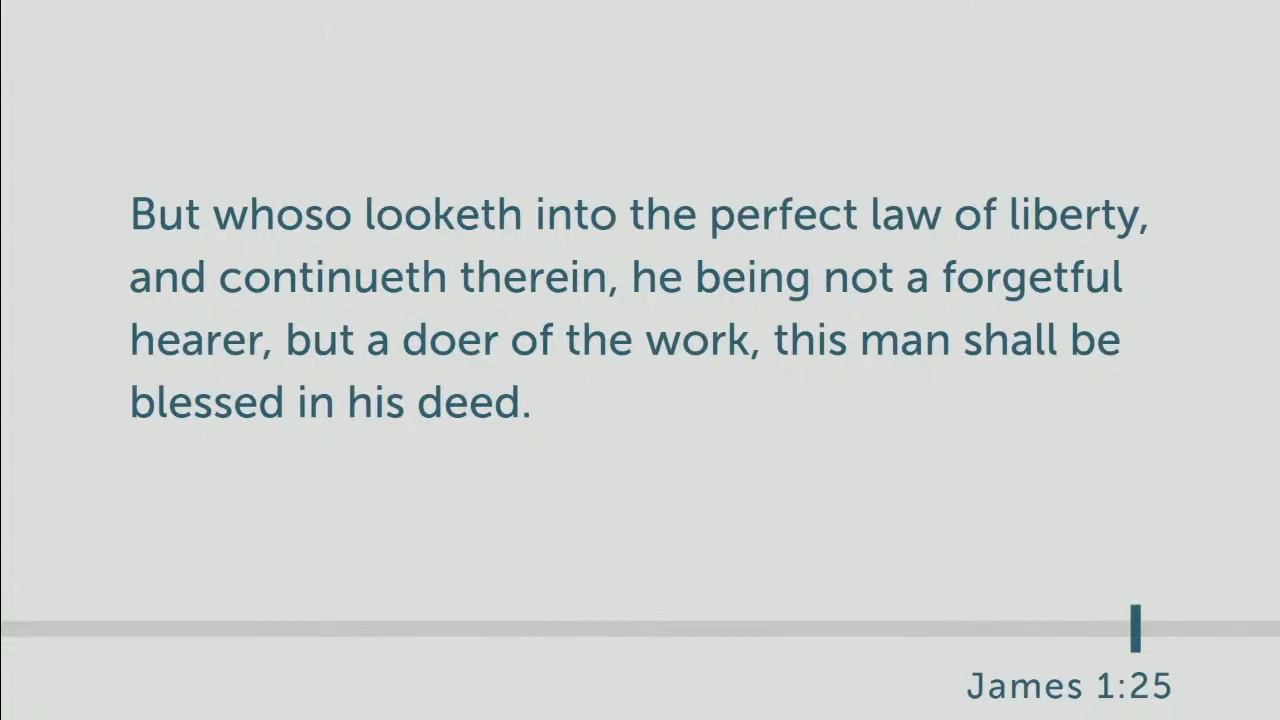 But whoso looketh into the perfect law of liberty,
and continueth therein, he being not a forgetful
hearer, but a doer of the work, this man shall be
blessed in his deed.
James 1:25